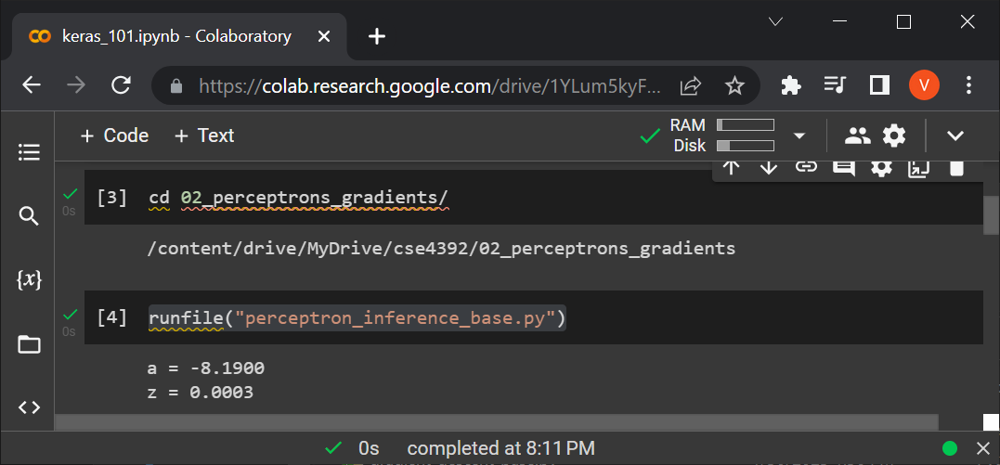 keras_101.ipynb - Colaboratory
https://colab.research.google.com/drive/1YLum5kyF...
V
+ Code + Text
RAM
Disk
[3] cd 02_perceptrons_gradients/
0s
/content/drive/MyDrive/cse4392/02_perceptrons_gradients
{x}
[4] runfile("perceptron_inference_base.py")
0s
a = -8.1900
z = 0.0003
0s completed at 8:11 PM